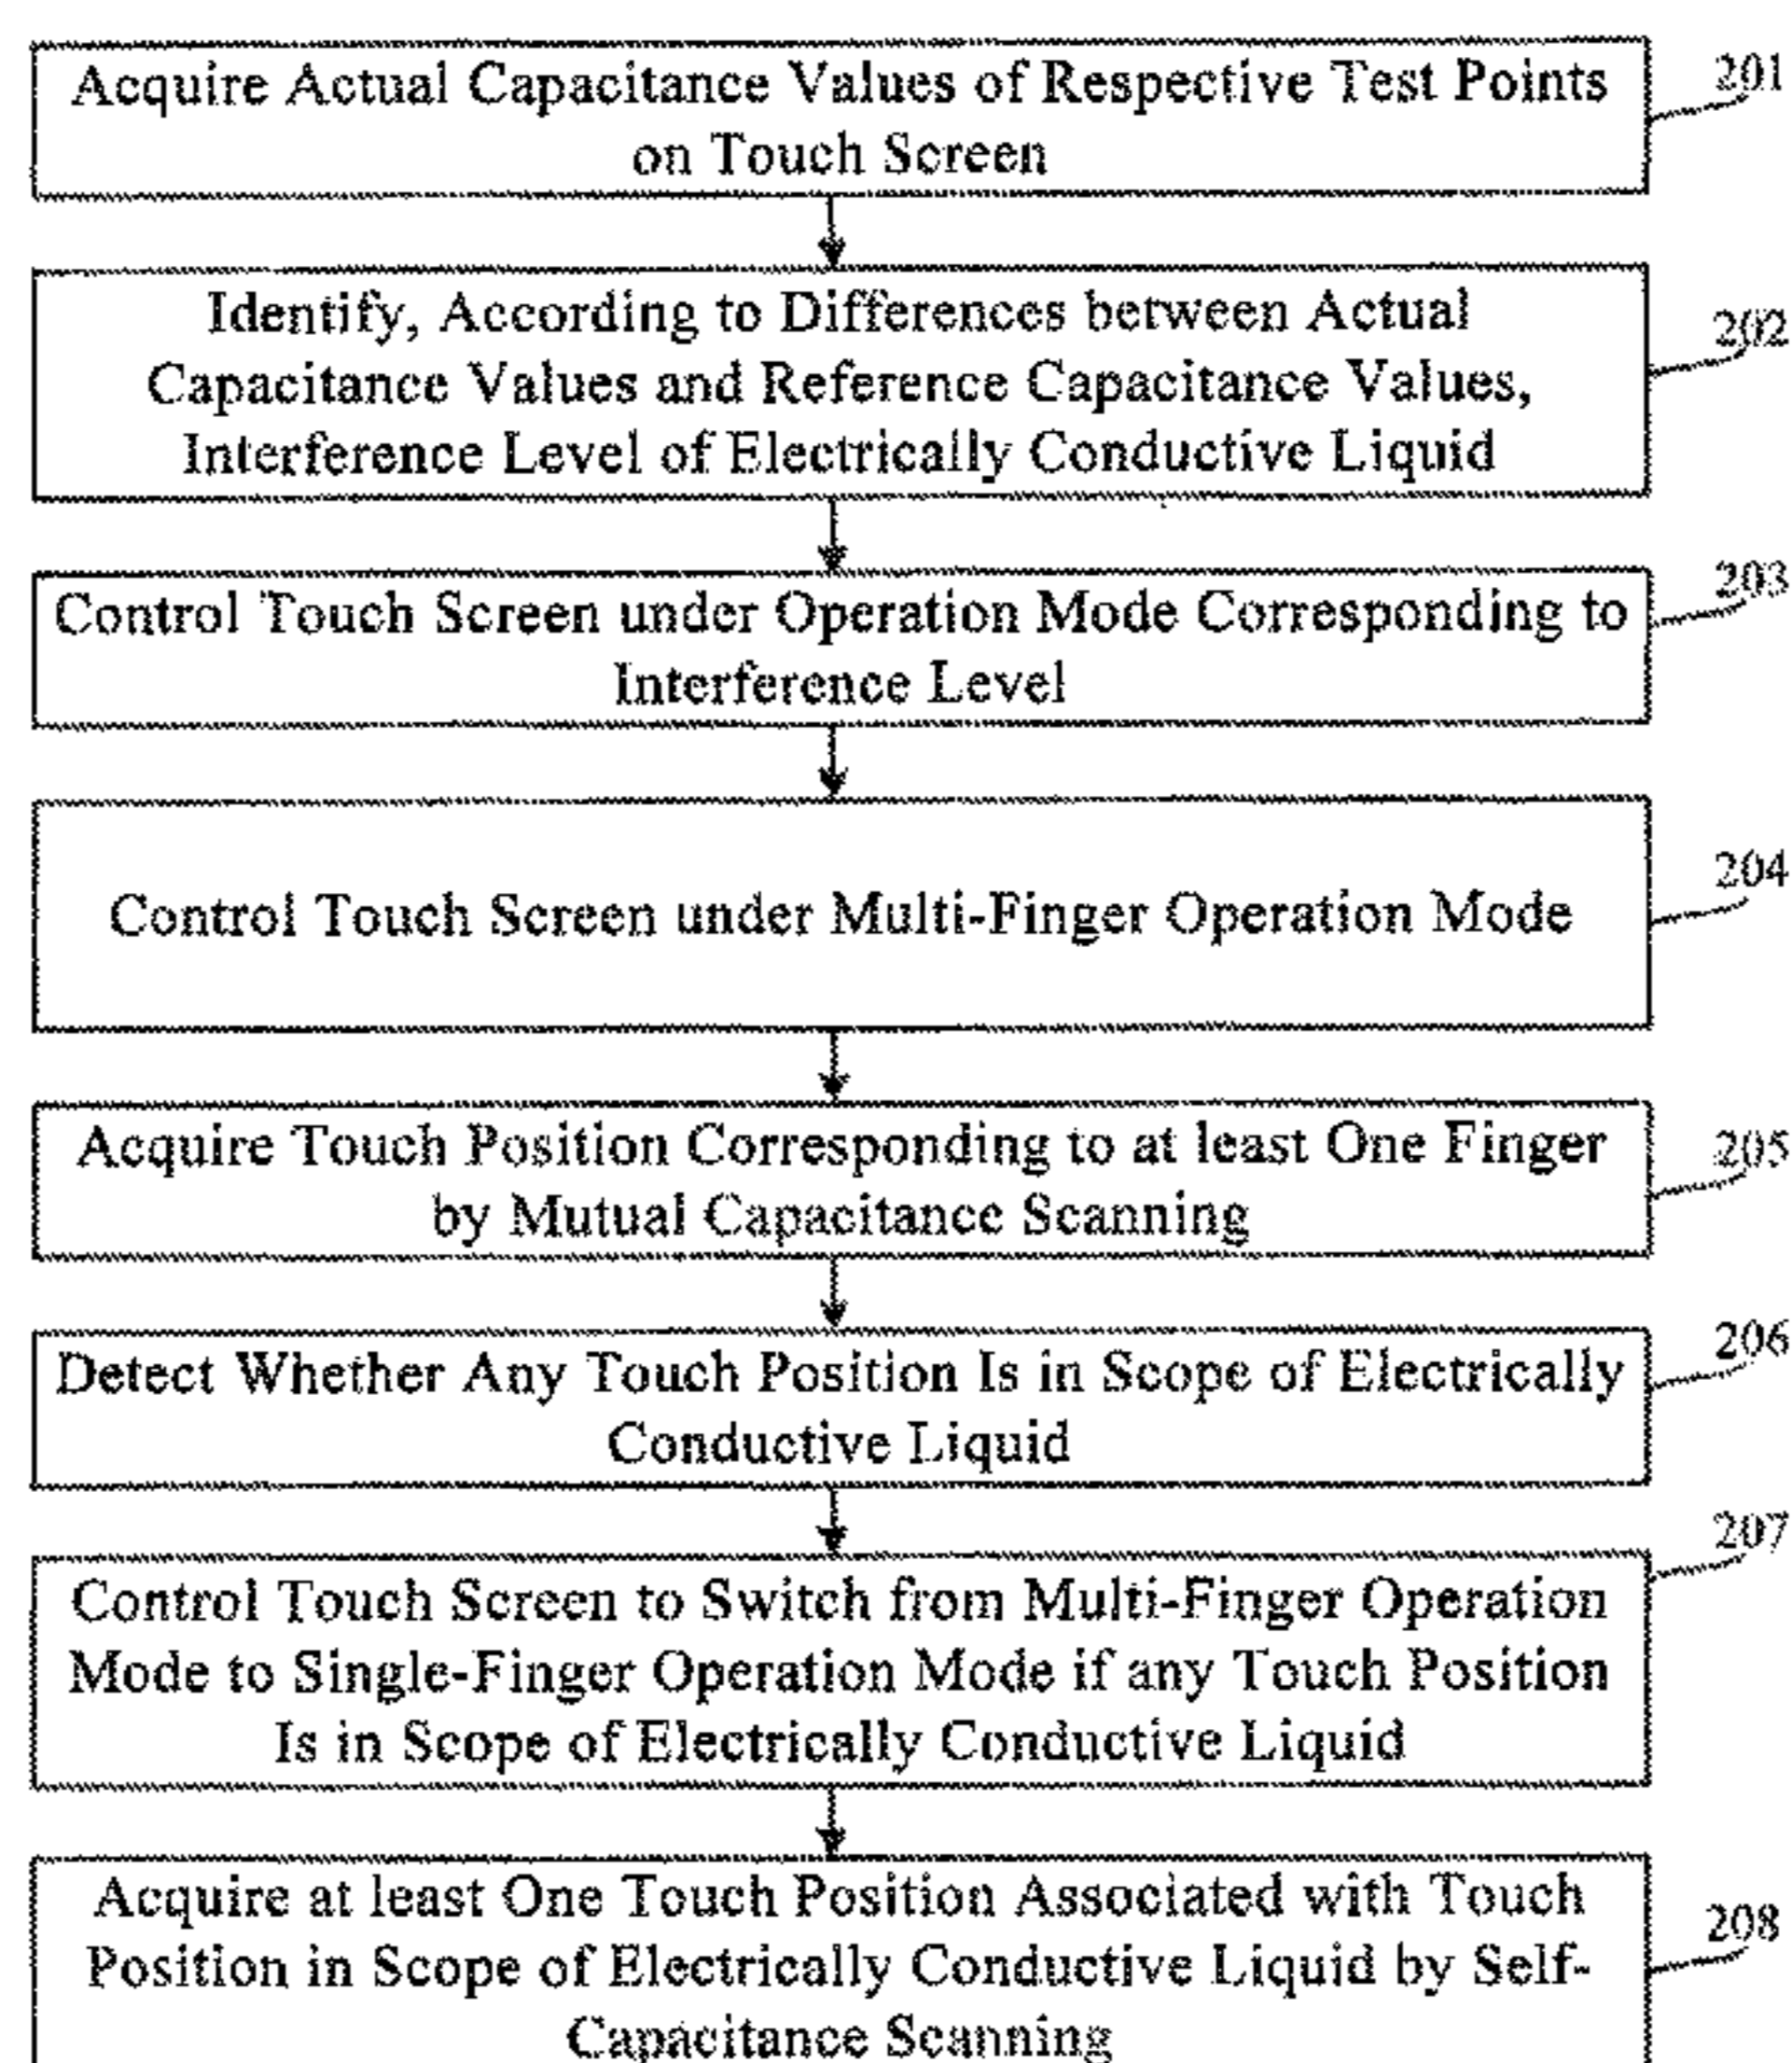 Acquire Actual Capacitance Values of Respective Test Points
on Touch Screen
201
Identify, According to Differences between Actual
Capacitance Values and Reference Capacitance Values,
Interference Level of Electrically Conductive Liquid
202
Control Touch Screen under Operation Mode Corresponding to
Interference Level
203
Control Touch Screen under Multi-Finger Operation Mode
204
Acquire Touch Position Corresponding to at least One Finger
by Mutual Capacitance Scanning
205
Detect Whether Any Touch Position Is in Scope of Electrically
Conductive Liquid
206
Control Touch Screen to Switch from Multi-Finger Operation
Mode to Single-Finger Operation Mode if any Touch Position
Is in Scope of Electrically Conductive Liquid
207
Acquire at least One Touch Position Associated with Touch
Position in Scope of Electrically Conductive Liquid by Self-
Capacitance Scanning
208